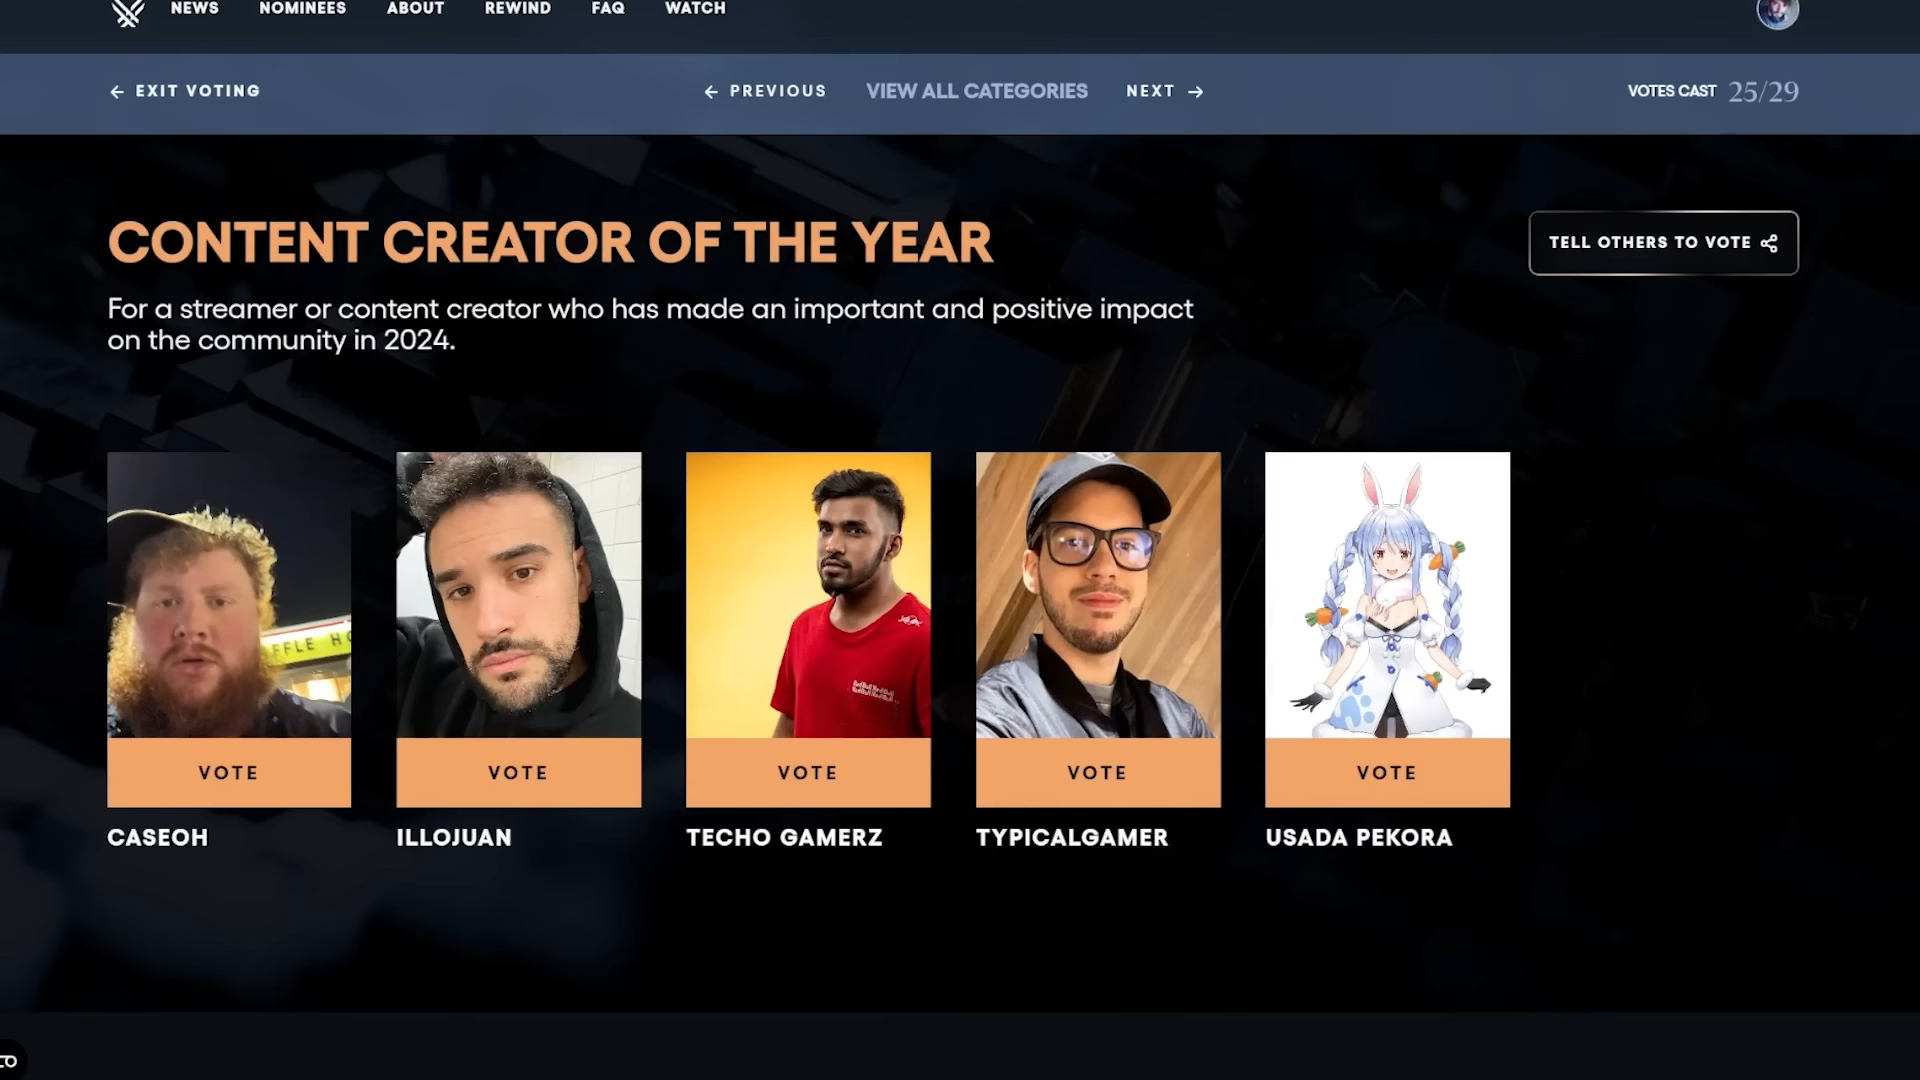 NEWS NOMINEES ABOUT REWIND FAQ WATCH
EXIT VOTING
PREVIOUS
VIEW ALL CATEGORIES
NEXT
VOTES CAST 25/29
CONTENT CREATOR OF THE YEAR
TELL OTHERS TO VOTE
For a streamer or content creator who has made an important and positive impact
on the community in 2024.
VOTE
VOTE
VOTE
VOTE
VOTE
CASEOH
ILLOJUAN
TECHO GAMERZ
TYPICALGAMER
USADA PEKORA